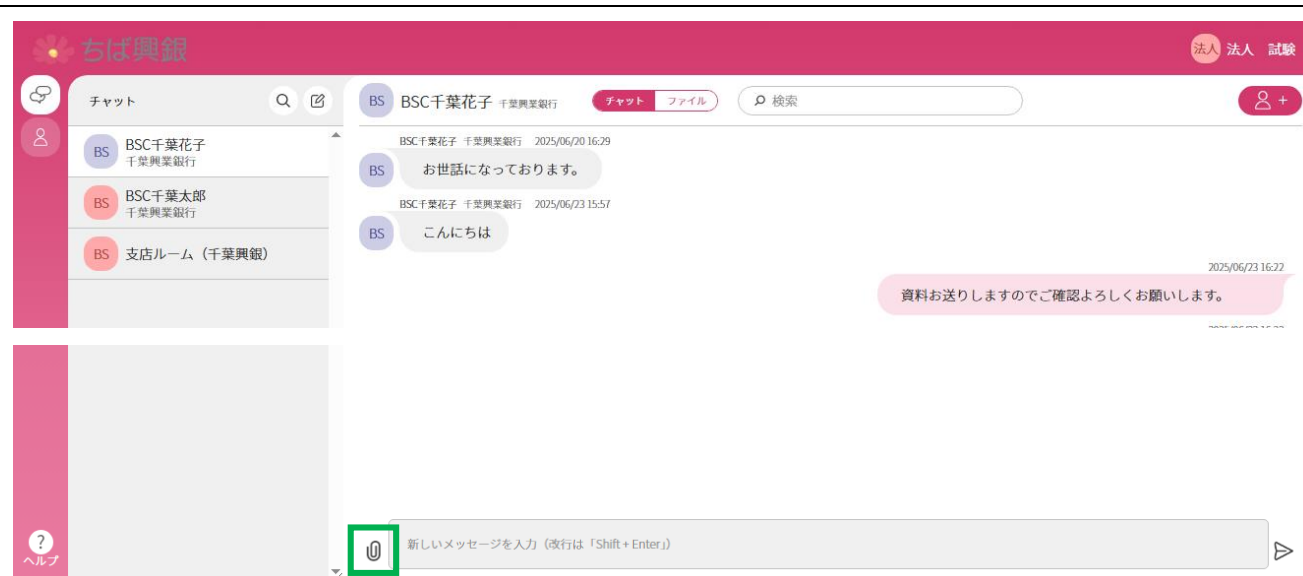 ちば興銀
法人 法人 試験
チャット
BS BSC千葉花子 千葉興業銀行 チャット ファイル 検索
BS BSC千葉花子
千葉興業銀行
BS BSC千葉太郎
千葉興業銀行
BS 支店ルーム（千葉興銀）
BSC千葉花子 千葉興業銀行 2025/06/20 16:29
BS お世話になっております。
BSC千葉花子 千葉興業銀行 2025/06/23 15:57
BS こんにちは
2025/06/23 16:22
資料お送りしますのでご確認よろしくお願いします。
? ヘルプ
新しいメッセージを入力（改行は「Shift + Enter」）